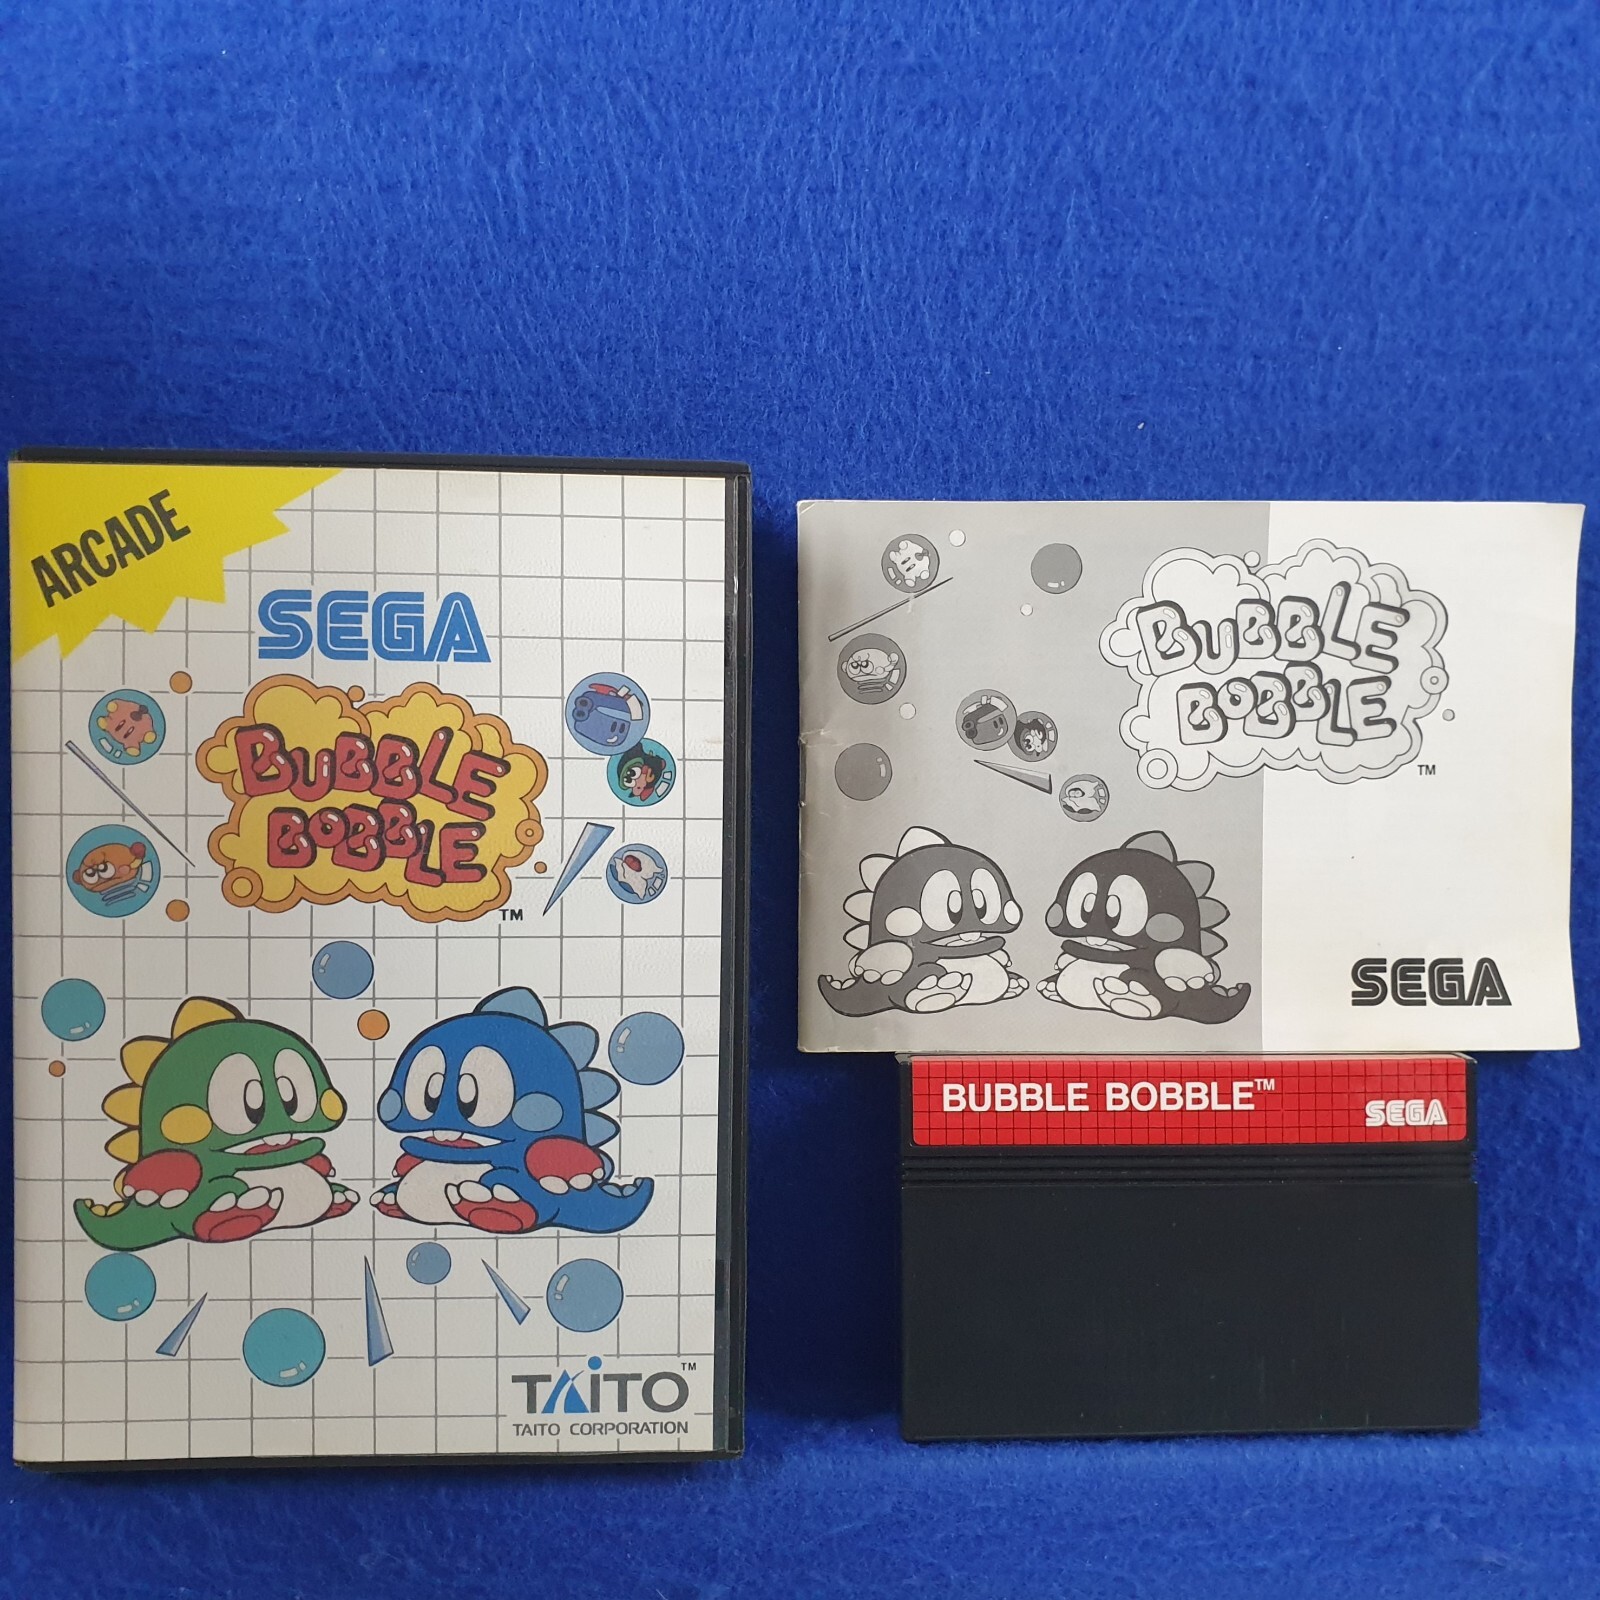 ARCADE
SEGA
BUBBLE
BOBBLE
TM
TAITO TM
TAITO CORPORATION
BUBBLE
BOBBLE
TM
SEGA
BUBBLE BOBBLE™
SEGA